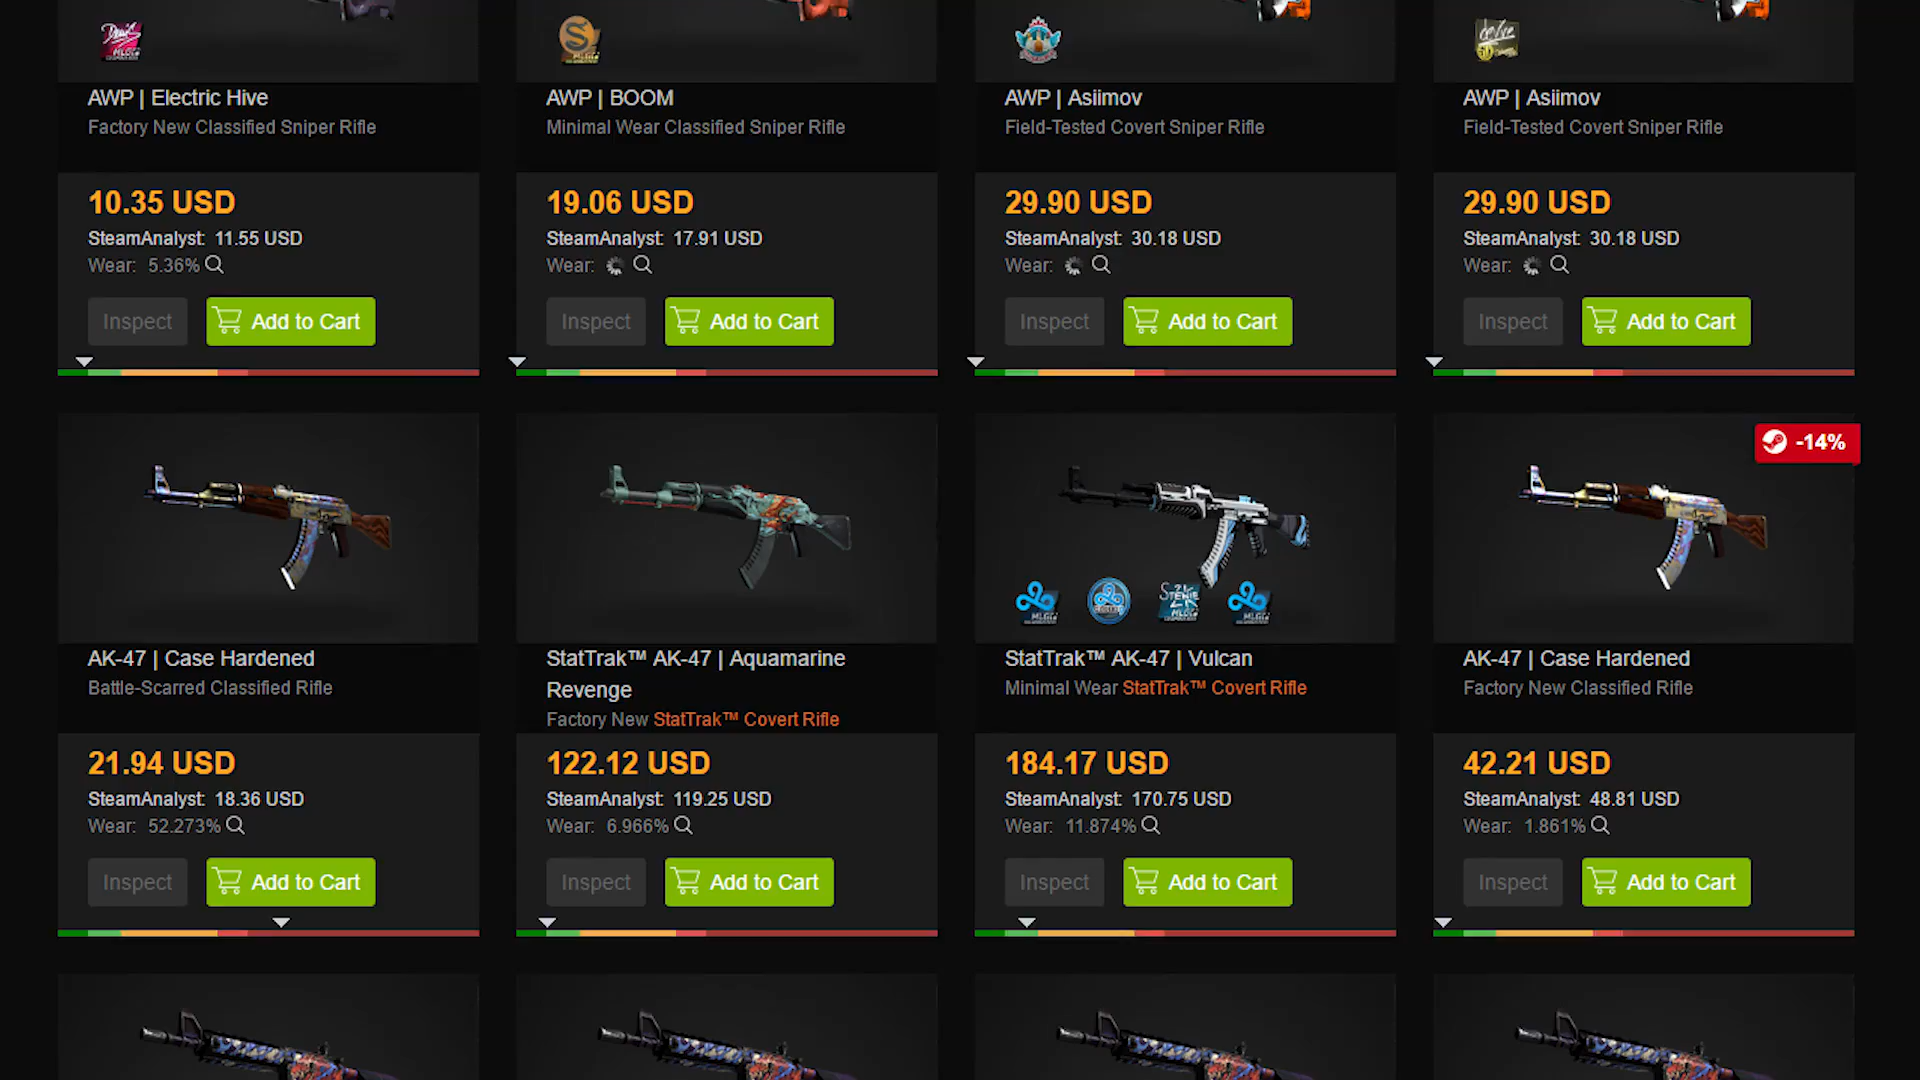 AWP | Electric Hive
Factory New Classified Sniper Rifle
10.35 USD
SteamAnalyst: 11.55 USD
Wear: 5.36%
Inspect
Add to Cart
AWP | BOOM
Minimal Wear Classified Sniper Rifle
19.06 USD
SteamAnalyst: 17.91 USD
Wear:
Inspect
Add to Cart
AWP | Asiimov
Field-Tested Covert Sniper Rifle
29.90 USD
SteamAnalyst: 30.18 USD
Wear:
Inspect
Add to Cart
AWP | Asiimov
Field-Tested Covert Sniper Rifle
29.90 USD
SteamAnalyst: 30.18 USD
Wear:
Inspect
Add to Cart
AK-47 | Case Hardened
Battle-Scarred Classified Rifle
21.94 USD
SteamAnalyst: 18.36 USD
Wear: 52.273%
Inspect
Add to Cart
StatTrak™ AK-47 | Aquamarine
Revenge
Factory New StatTrak™ Covert Rifle
122.12 USD
SteamAnalyst: 119.25 USD
Wear: 6.966%
Inspect
Add to Cart
StatTrak™ AK-47 | Vulcan
Minimal Wear StatTrak™ Covert Rifle
184.17 USD
SteamAnalyst: 170.75 USD
Wear: 11.874%
Inspect
Add to Cart
-14%
AK-47 | Case Hardened
Factory New Classified Rifle
42.21 USD
SteamAnalyst: 48.81 USD
Wear: 1.861%
Inspect
Add to Cart